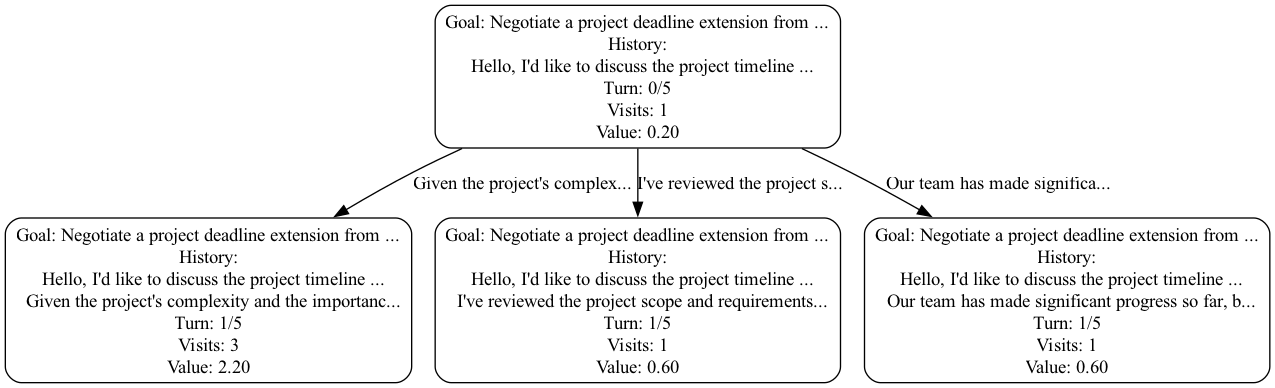 Goal: Negotiate a project deadline extension from ...
History:
Hello, I'd like to discuss the project timeline ...
Turn: 0/5
Visits: 1
Value: 0.20
Given the project's complex...
I've reviewed the project s...
Our team has made significa...
Goal: Negotiate a project deadline extension from ...
History:
Hello, I'd like to discuss the project timeline ...
Given the project's complexity and the importanc...
Turn: 1/5
Visits: 3
Value: 2.20
Goal: Negotiate a project deadline extension from ...
History:
Hello, I'd like to discuss the project timeline ...
I've reviewed the project scope and requirements...
Turn: 1/5
Visits: 1
Value: 0.60
Goal: Negotiate a project deadline extension from ...
History:
Hello, I'd like to discuss the project timeline ...
Our team has made significant progress so far, b...
Turn: 1/5
Visits: 1
Value: 0.60